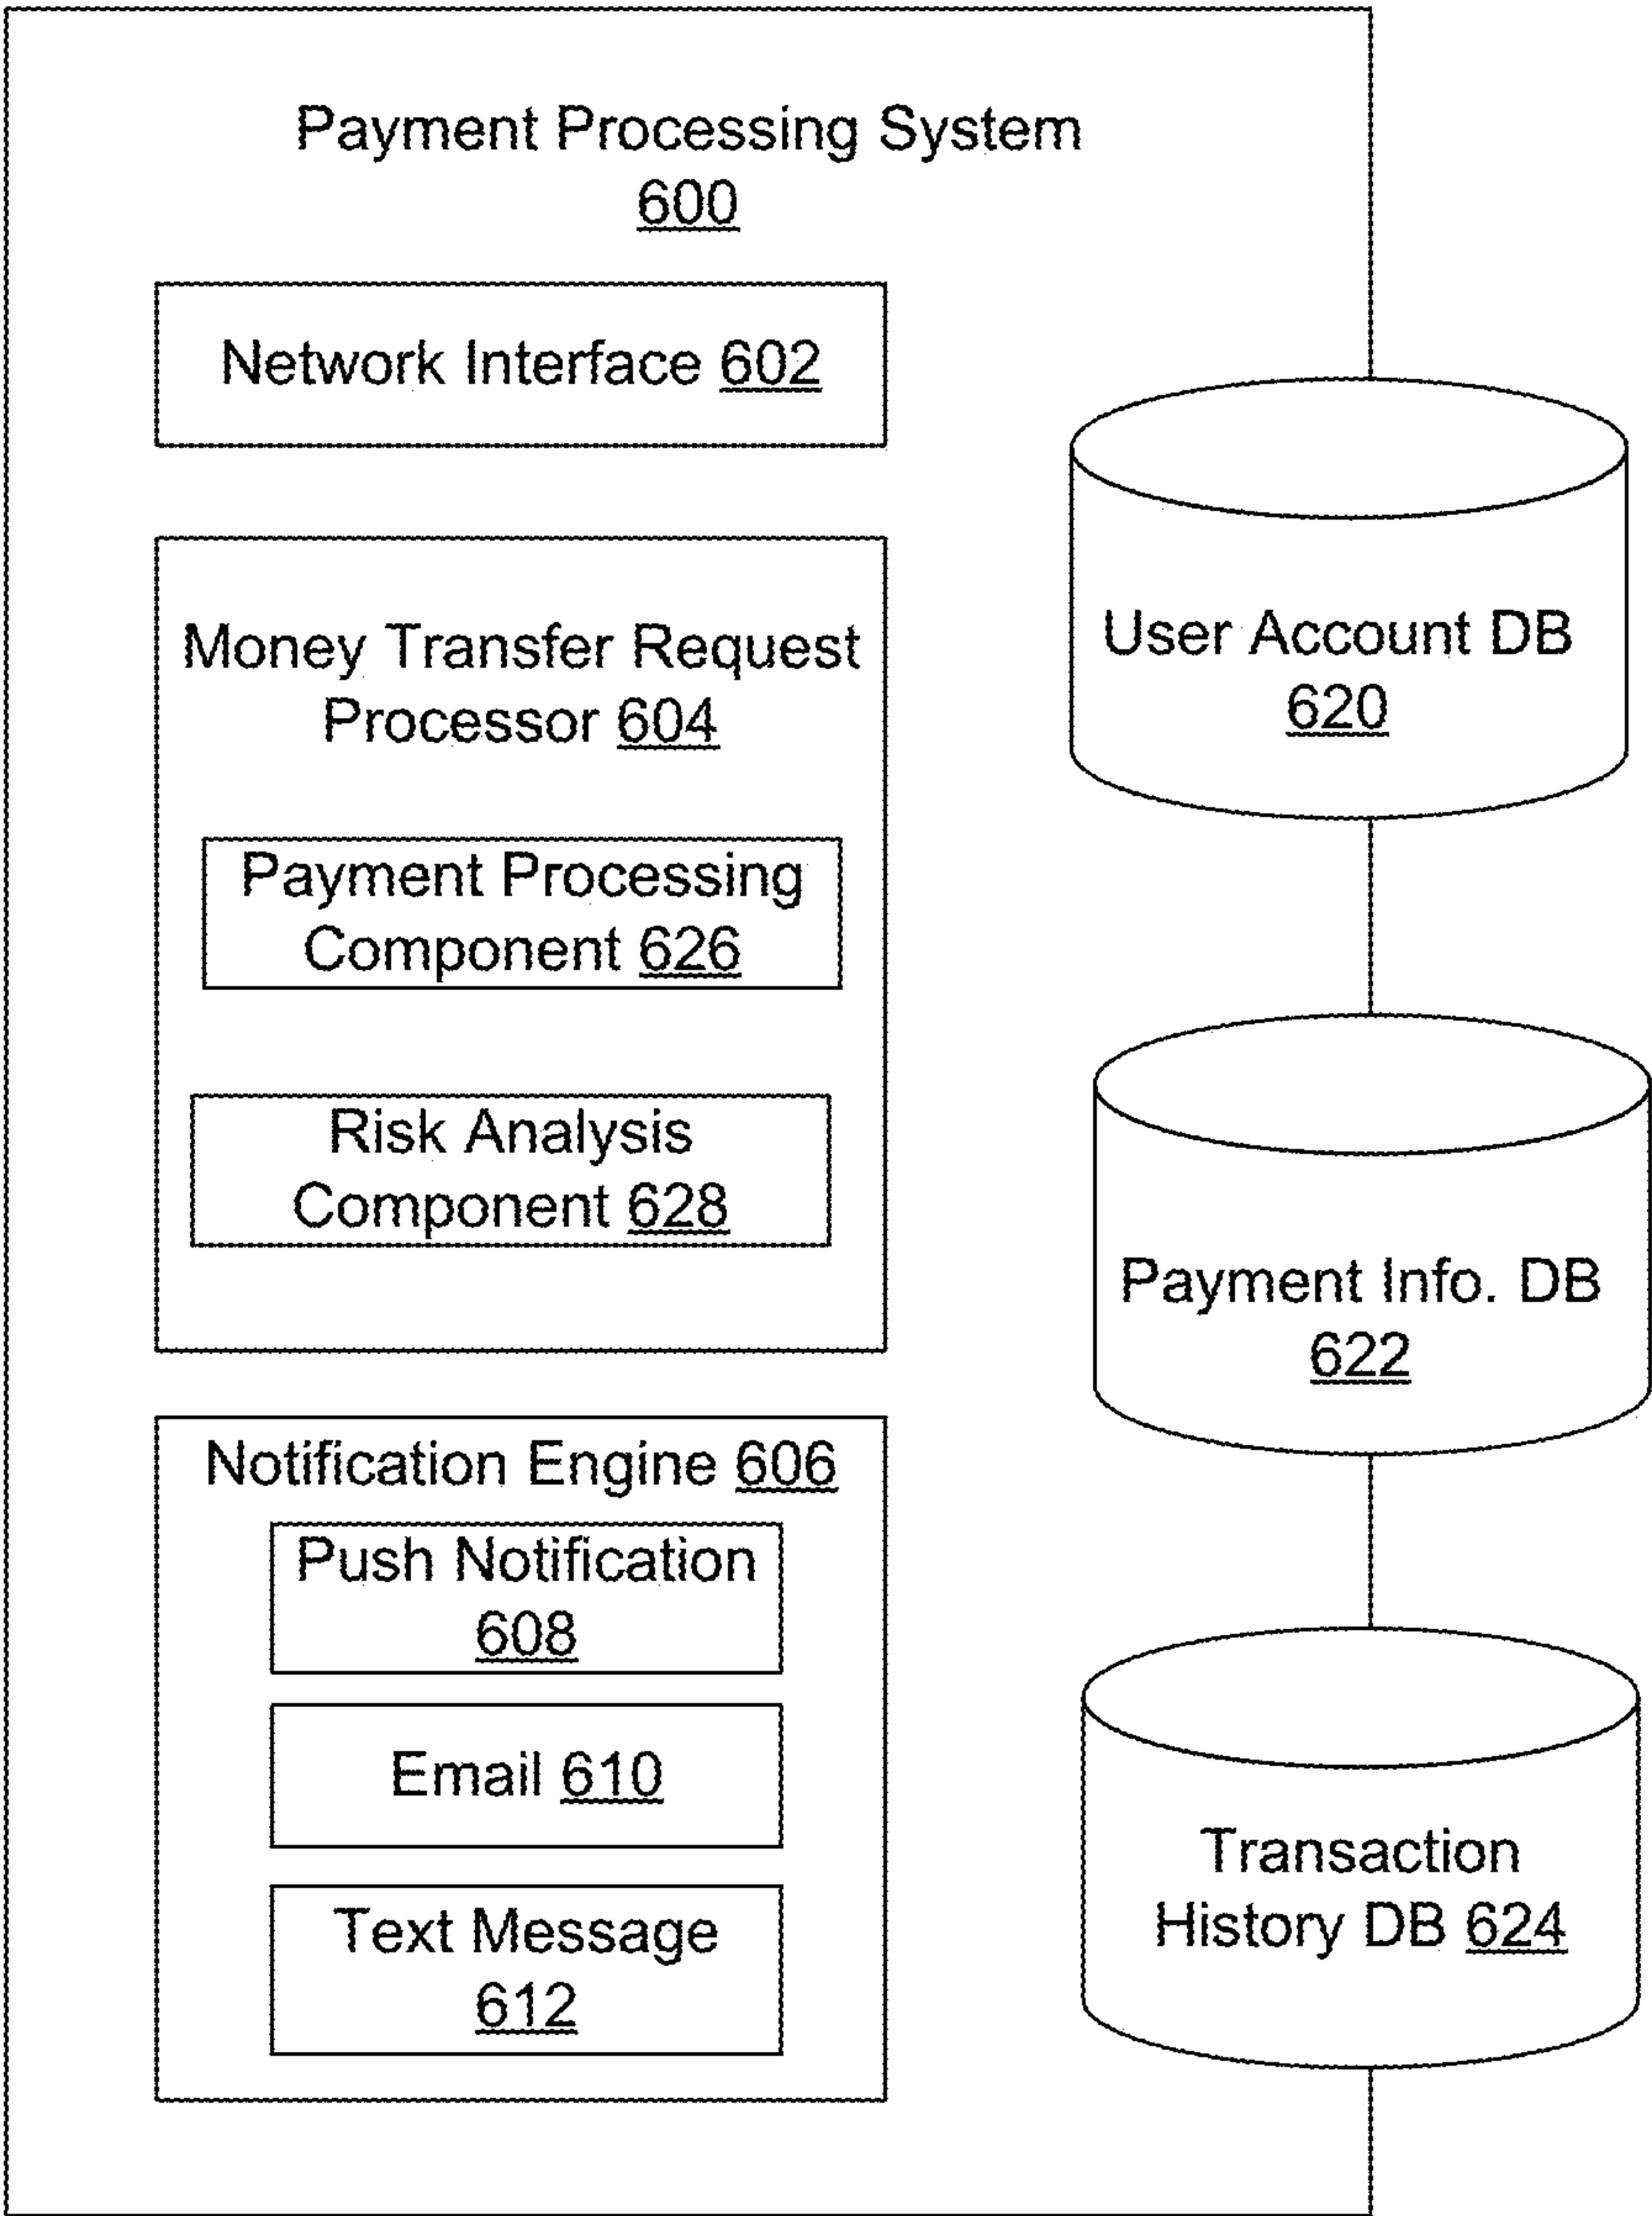 Payment Processing System
600
Network Interface 602
Money Transfer Request
Processor 604
Payment Processing
Component 626
Risk Analysis
Component 628
Notification Engine 606
Push Notification
608
Email 610
Text Message
612
User Account DB
620
Payment Info. DB
622
Transaction
History DB 624